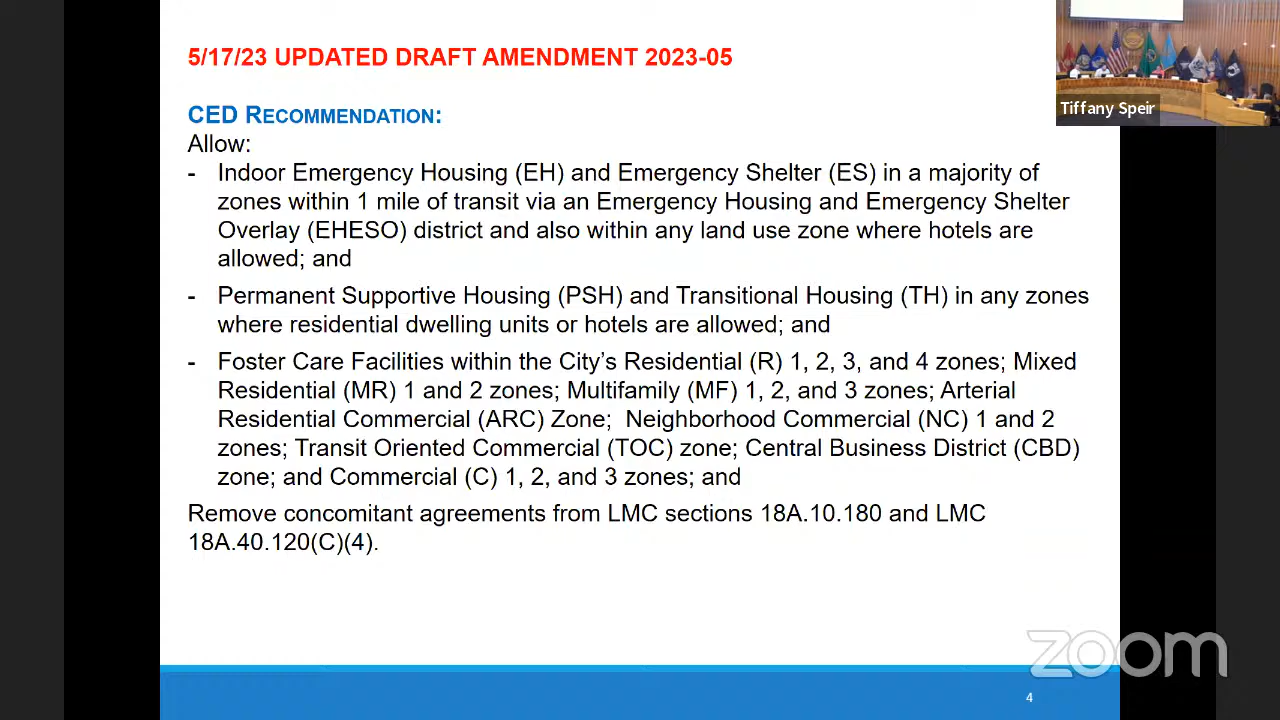 5/17/23 UPDATED DRAFT AMENDMENT 2023-05
CED RECOMMENDATION:
Allow:
- Indoor Emergency Housing (EH) and Emergency Shelter (ES) in a majority of
zones within 1 mile of transit via an Emergency Housing and Emergency Shelter
Overlay (EHESO) district and also within any land use zone where hotels are
allowed; and
- Permanent Supportive Housing (PSH) and Transitional Housing (TH) in any zones
where residential dwelling units or hotels are allowed; and
- Foster Care Facilities within the City's Residential (R) 1, 2, 3, and 4 zones; Mixed
Residential (MR) 1 and 2 zones; Multifamily (MF) 1, 2, and 3 zones; Arterial
Residential Commercial (ARC) Zone; Neighborhood Commercial (NC) 1 and 2
zones; Transit Oriented Commercial (TOC) zone; Central Business District (CBD)
zone; and Commercial (C) 1, 2, and 3 zones; and
Remove concomitant agreements from LMC sections 18A.10.180 and LMC
18A.40.120(C)(4).
Tiffany Speir
zoom
4